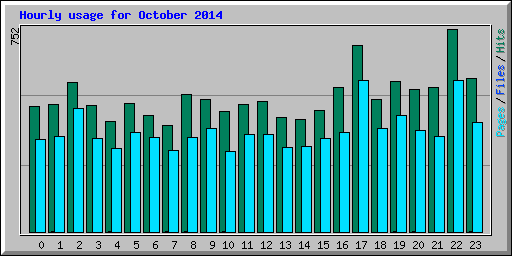 Hourly usage for October 2014
752
Pages/Files/Hits
0 1 2 3 4 5 6 7 8 9 10 11 12 13 14 15 16 17 18 19 20 21 22 23